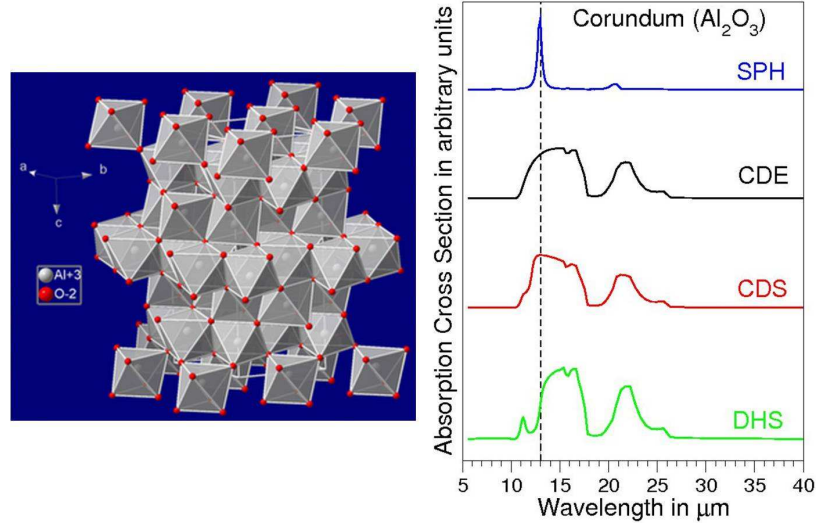 a
b
c
Al+3
O-2
Corundum (Al₂O₃)
SPH
CDE
CDS
DHS
Absorption Cross Section in arbitrary units
5 10 15 20 25 30 35 40
Wavelength in μm